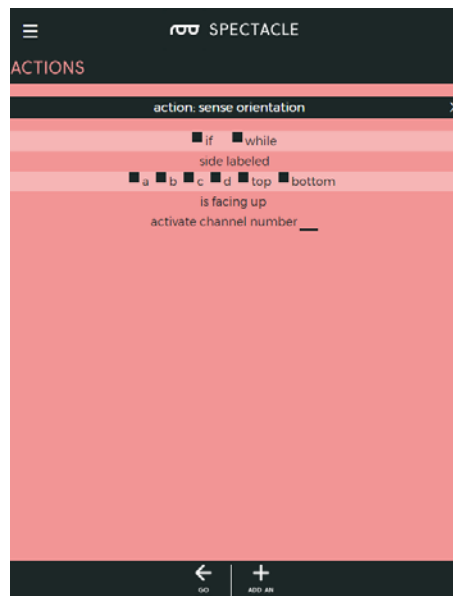 SPECTACLE
ACTIONS
action: sense orientation
if while
side labeled
a b c d top bottom
is facing up
activate channel number __
GO ADD AN